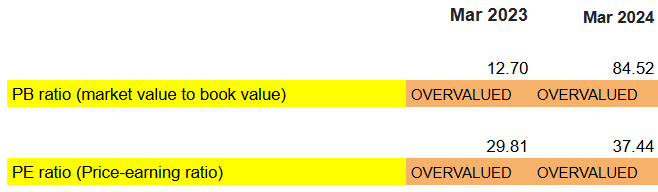 Mar 2023 Mar 2024
12.70 84.52
PB ratio (market value to book value) OVERVALUED OVERVALUED
29.81 37.44
PE ratio (Price-earning ratio) OVERVALUED OVERVALUED